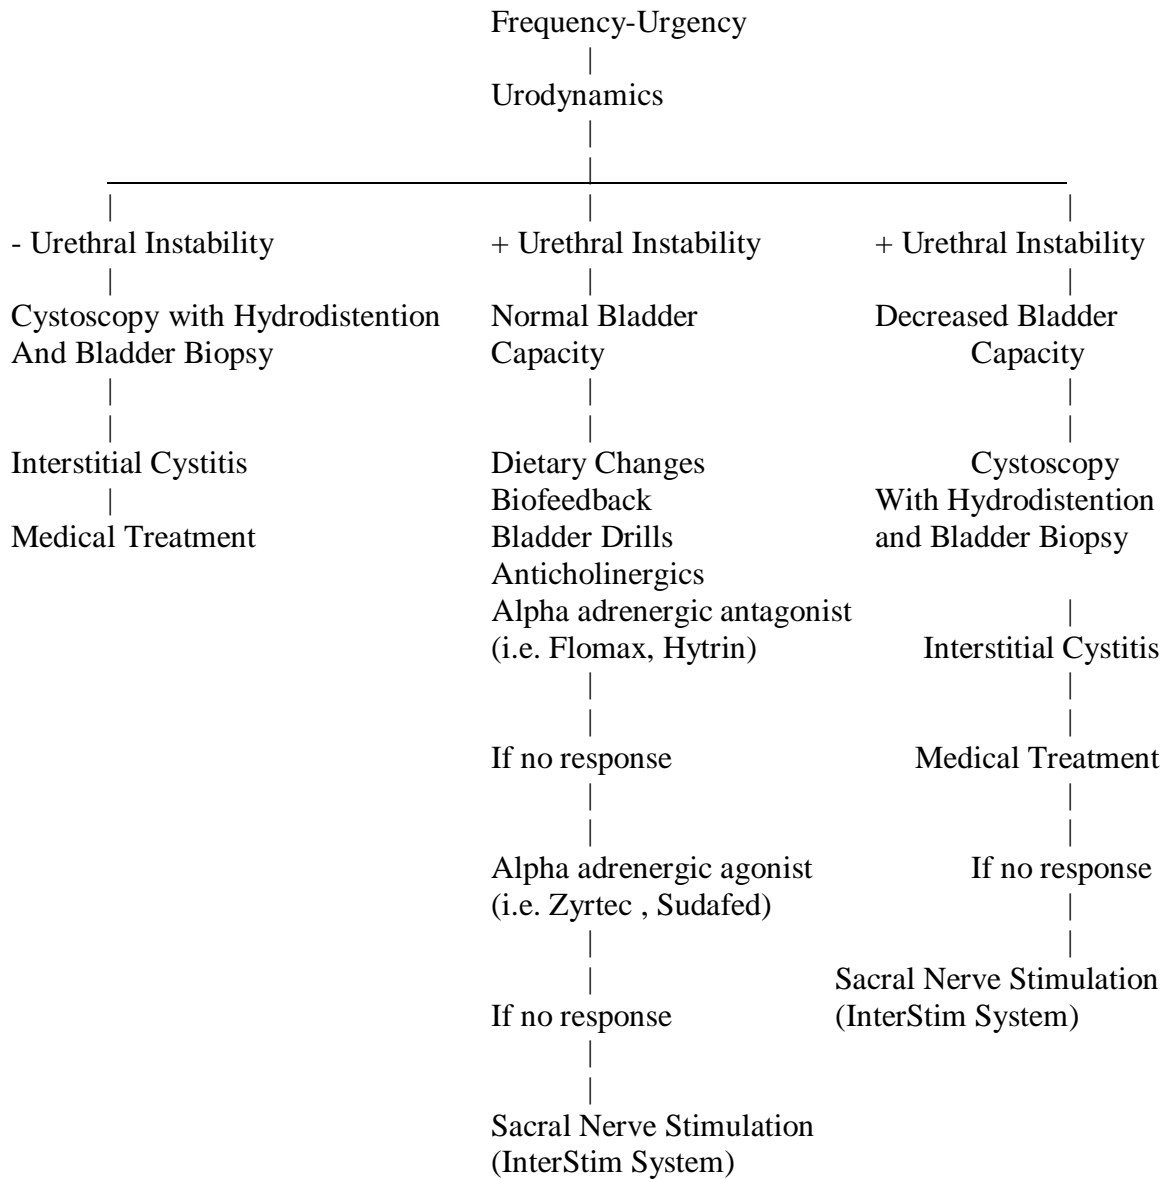 Frequency-Urgency
Urodynamics
- Urethral Instability
Cystoscopy with Hydrodistention
And Bladder Biopsy
Interstitial Cystitis
Medical Treatment
+ Urethral Instability
Normal Bladder
Capacity
Dietary Changes
Biofeedback
Bladder Drills
Anticholinergics
Alpha adrenergic antagonist
(i.e. Flomax, Hytrin)
If no response
Alpha adrenergic agonist
(i.e. Zyrtec , Sudafed)
If no response
Sacral Nerve Stimulation
(InterStim System)
+ Urethral Instability
Decreased Bladder
Capacity
Cystoscopy
With Hydrodistention
and Bladder Biopsy
Interstitial Cystitis
Medical Treatment
If no response
Sacral Nerve Stimulation
(InterStim System)